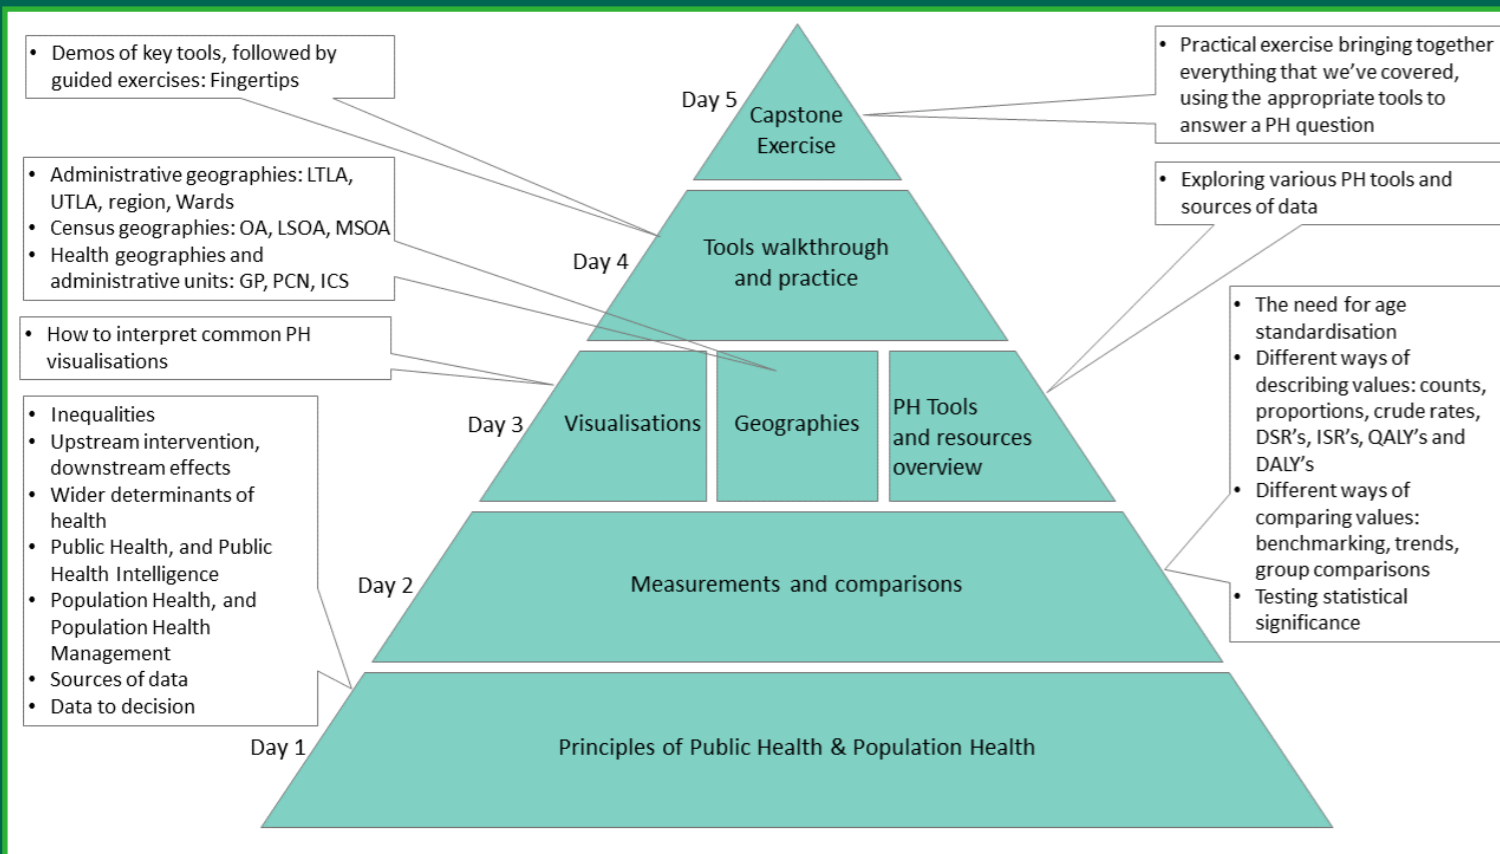 • Demos of key tools, followed by
guided exercises: Fingertips
• Administrative geographies: LTLA,
UTLA, region, Wards
• Census geographies: OA, LSOA, MSOA
• Health geographies and
administrative units: GP, PCN, ICS
• How to interpret common PH
visualisations
• Inequalities
• Upstream intervention,
downstream effects
• Wider determinants of
health
• Public Health, and Public
Health Intelligence
• Population Health, and
Population Health
Management
• Sources of data
• Data to decision
Day 5
Capstone
Exercise
Day 4
Tools walkthrough
and practice
Day 3
Visualisations
Geographies
PH Tools
and resources
overview
Day 2
Measurements and comparisons
Day 1
Principles of Public Health & Population Health
• Practical exercise bringing together
everything that we’ve covered,
using the appropriate tools to
answer a PH question
• Exploring various PH tools and
sources of data
• The need for age
standardisation
• Different ways of
describing values: counts,
proportions, crude rates,
DSR’s, ISR’s, QALY’s and
DALY’s
• Different ways of
comparing values:
benchmarking, trends,
group comparisons
• Testing statistical
significance